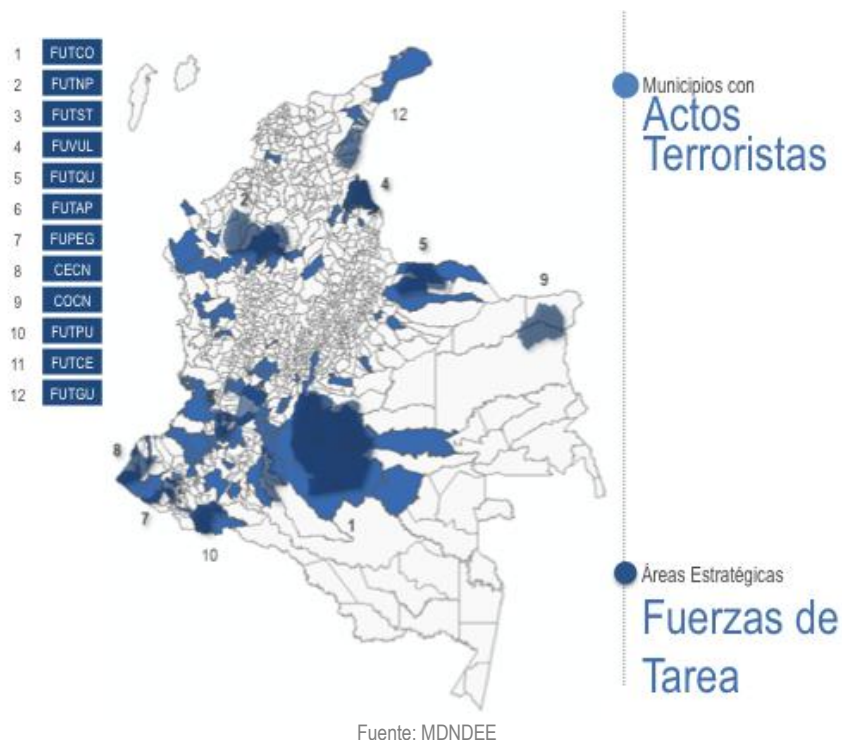 1 FUTCO
2 FUTNP
3 FUTST
4 FUVUL
5 FUTQU
6 FUTAP
7 FUPEG
8 CECN
9 COCN
10 FUTPU
11 FUTCE
12 FUTGU
12
4
2
5
9
8
7
1
10
Municipios con
Actos
Terroristas
Áreas Estratégicas
Fuerzas de
Tarea
Fuente: MDNDEE